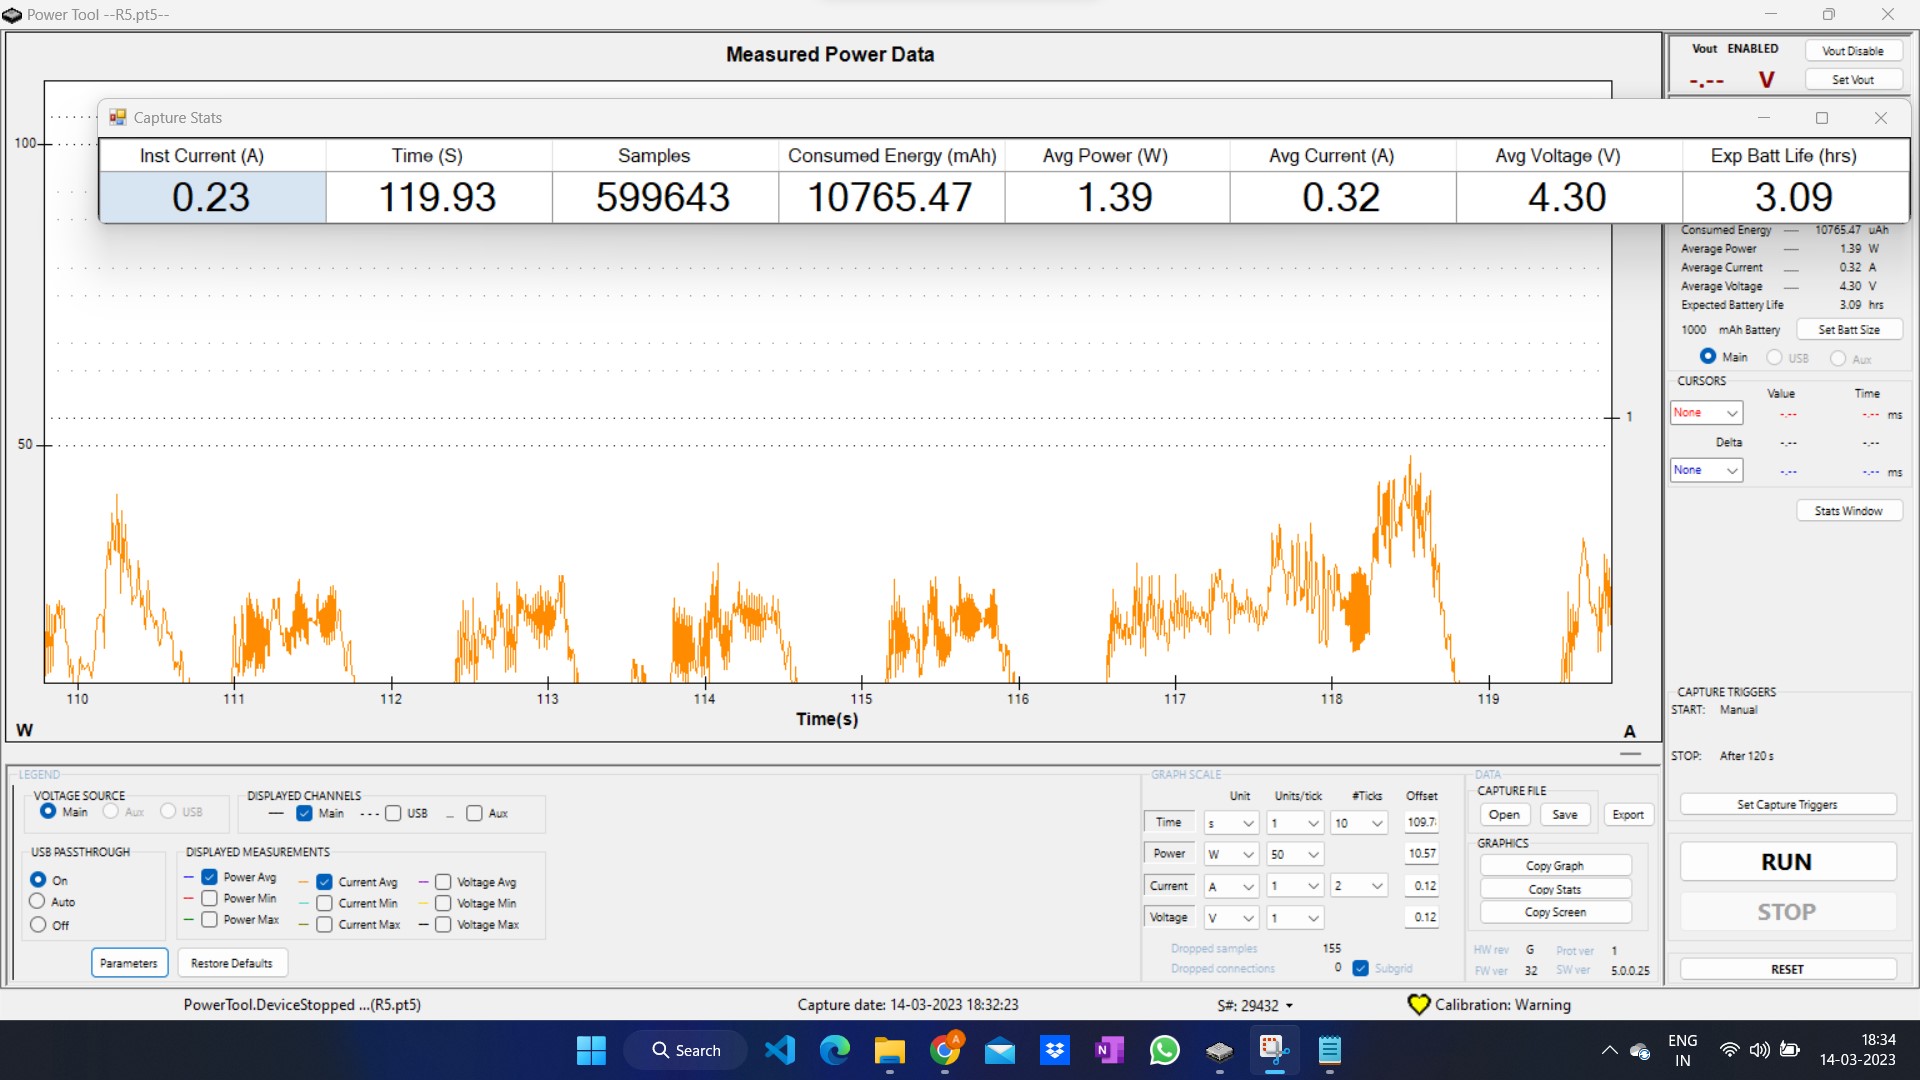 Power Tool --R5.pt5--
Measured Power Data
Vout ENABLED
Vout Disable
-.-- V
Set Vout
Capture Stats
Inst Current (A) Time (S) Samples Consumed Energy (mAh) Avg Power (W) Avg Current (A) Avg Voltage (V) Exp Batt Life (hrs)
0.23 119.93 599643 10765.47 1.39 0.32 4.30 3.09
100
50
1
110 111 112 113 114 115 116 117 118 119
Time(s)
W
A
Consumed Energy 10765.47 uAh
Average Power 1.39 W
Average Current 0.32 A
Average Voltage 4.30 V
Expected Battery Life 3.09 hrs
1000 mAh Battery Set Batt Size
Main USB Aux
CURSORS
Value Time
None -.-- -.-- ms
Delta -.-- -.--
None -.-- -.-- ms
Stats Window
CAPTURE TRIGGERS
START: Manual
STOP: After 120 s
Set Capture Triggers
RUN
STOP
RESET
LEGEND
VOLTAGE SOURCE
Main Aux USB
DISPLAYED CHANNELS
Main USB Aux
USB PASSTHROUGH
On
Auto
Off
DISPLAYED MEASUREMENTS
Power Avg Current Avg Voltage Avg
Power Min Current Min Voltage Min
Power Max Current Max Voltage Max
Parameters Restore Defaults
GRAPH SCALE
Unit Units/tick #Ticks Offset
Time s 1 10 109.7
Power W 50 10.57
Current A 1 2 0.12
Voltage V 1 0.12
Dropped samples 155
Dropped connections 0 Subgrid
DATA
CAPTURE FILE
Open Save Export
GRAPHICS
Copy Graph
Copy Stats
Copy Screen
HW rev G Prot ver 1
FW ver 32 SW ver 5.0.0.25
PowerTool.DeviceStopped ...(R5.pt5) Capture date: 14-03-2023 18:32:23 S#: 29432 Calibration: Warning
Search
A
N
ENG
IN
18:34
14-03-2023